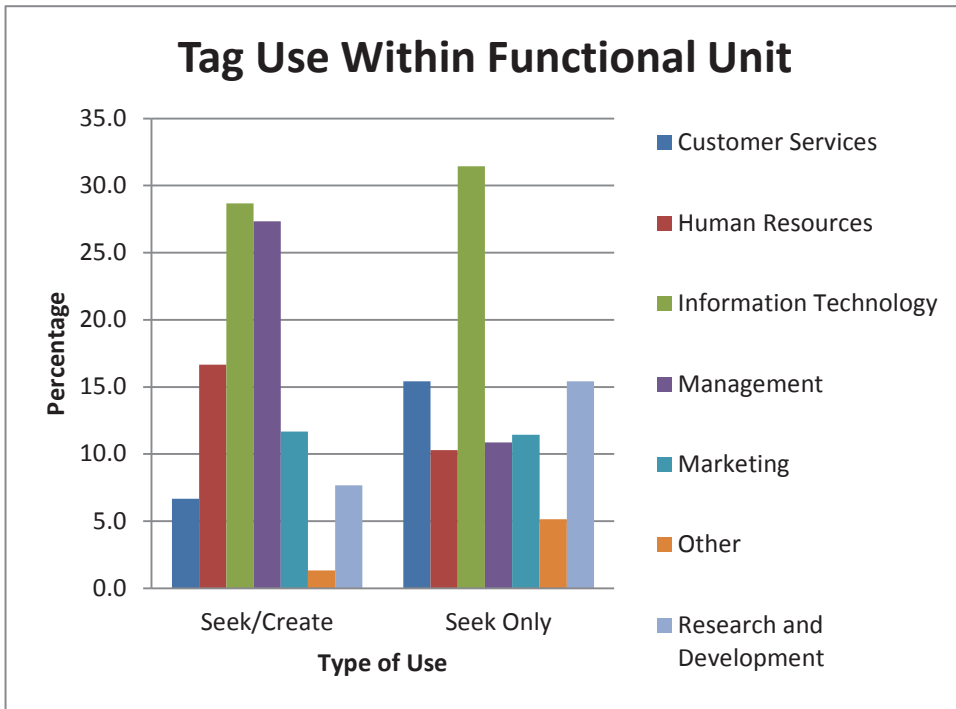 Tag Use Within Functional Unit
35.0
30.0
25.0
20.0
15.0
10.0
5.0
0.0
Percentage
Seek/Create
Seek Only
Type of Use
Customer Services
Human Resources
Information Technology
Management
Marketing
Other
Research and
Development